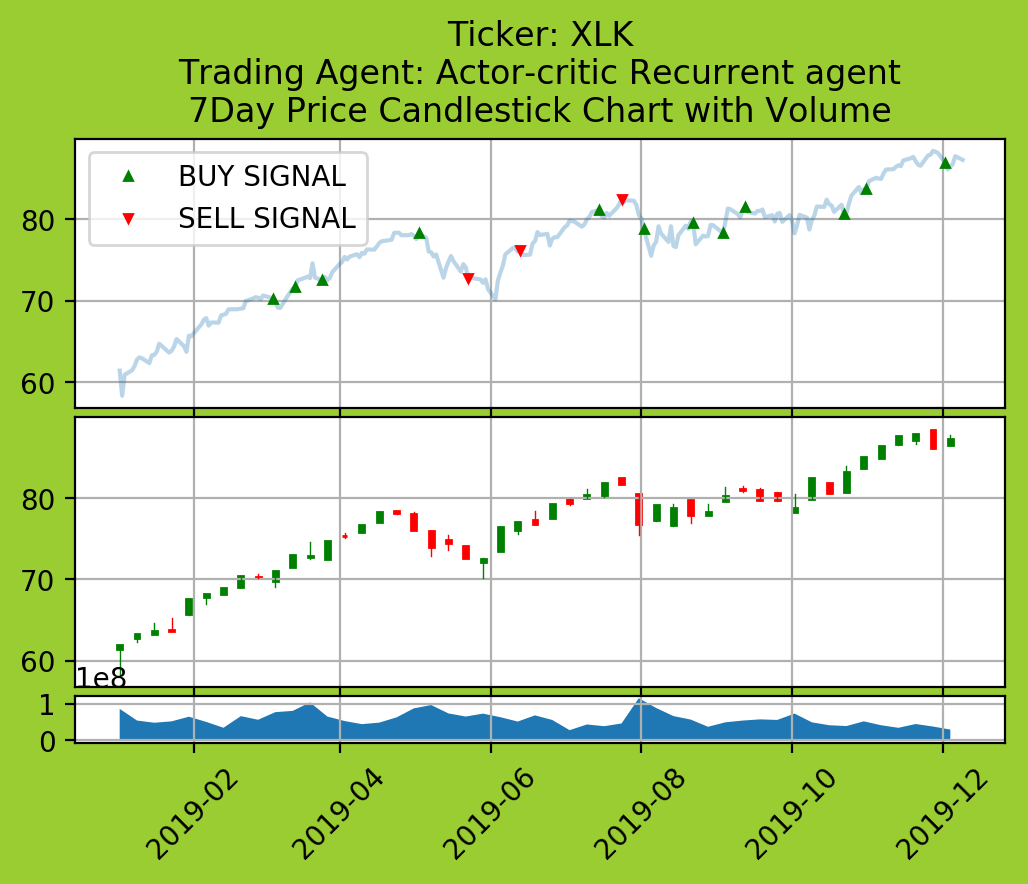 Ticker: XLK
Trading Agent: Actor-critic Recurrent agent
7Day Price Candlestick Chart with Volume
BUY SIGNAL
SELL SIGNAL
80
70
60
80
70
60
1e8
1
0
2019-02
2019-04
2019-06
2019-08
2019-10
2019-12